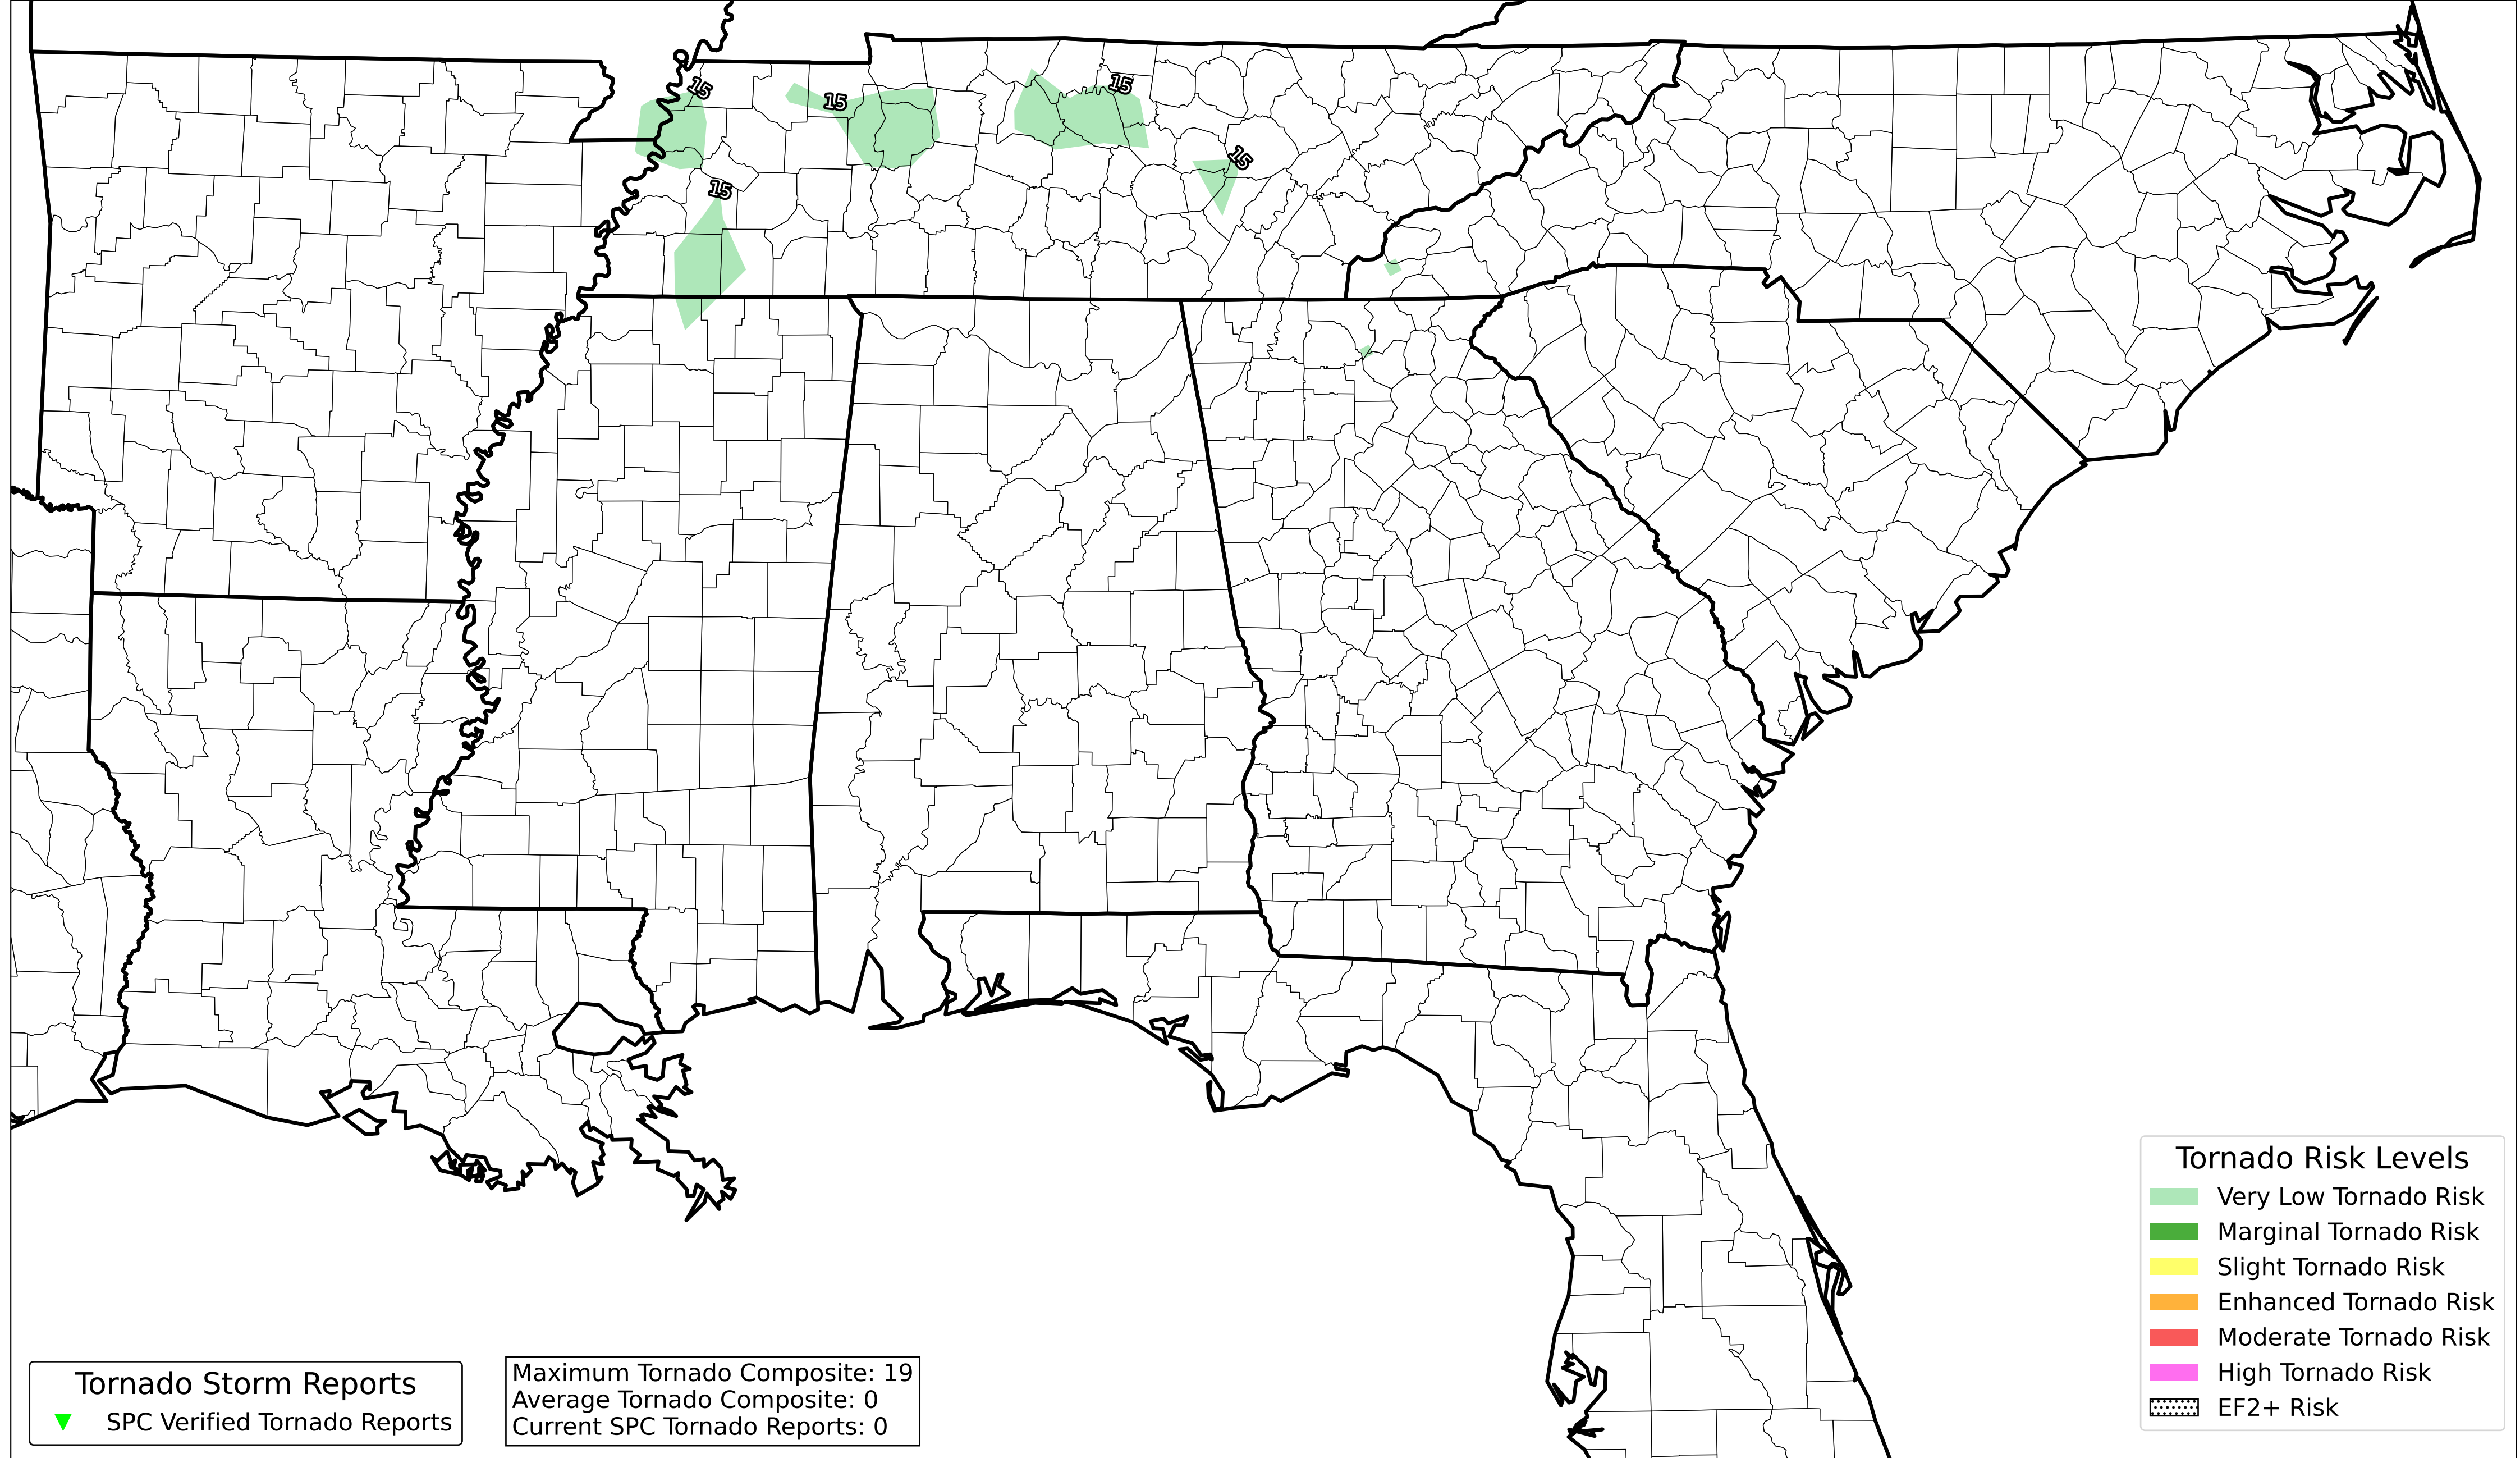 15
15
15
15
15
Tornado Risk Levels
Very Low Tornado Risk
Marginal Tornado Risk
Slight Tornado Risk
Enhanced Tornado Risk
Moderate Tornado Risk
High Tornado Risk
EF2+ Risk
Tornado Storm Reports
SPC Verified Tornado Reports
Maximum Tornado Composite: 19
Average Tornado Composite: 0
Current SPC Tornado Reports: 0